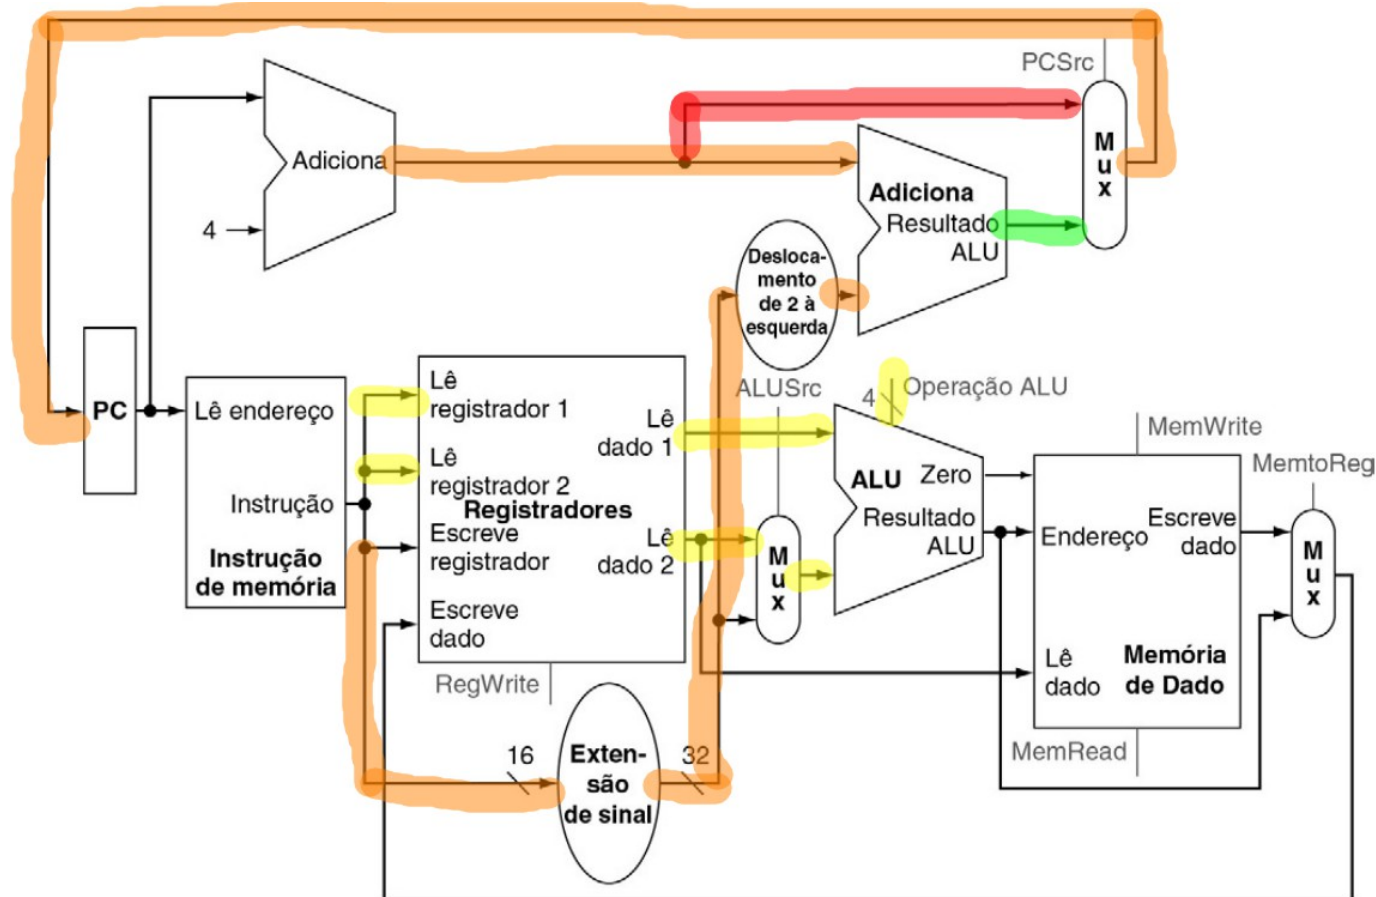 PCSrc
Adiciona
4
Mux
Adiciona
Resultado
ALU
Desloca-
mento
de 2 à
esquerda
PC
Lê endereço
Instrução
Instrução
de memória
Lê
registrador 1
Lê
registrador 2
Registradores
Escreve
registrador
Escreve
dado
Lê
dado 1
Lê
dado 2
RegWrite
ALUSrc
Mux
4
Operação ALU
ALU
Zero
Resultado
ALU
MemWrite
MemtoReg
Endereço
Escreve
dado
Lê
dado
Memória
de Dado
MemRead
Mux
16
Exten-
são
de sinal
32